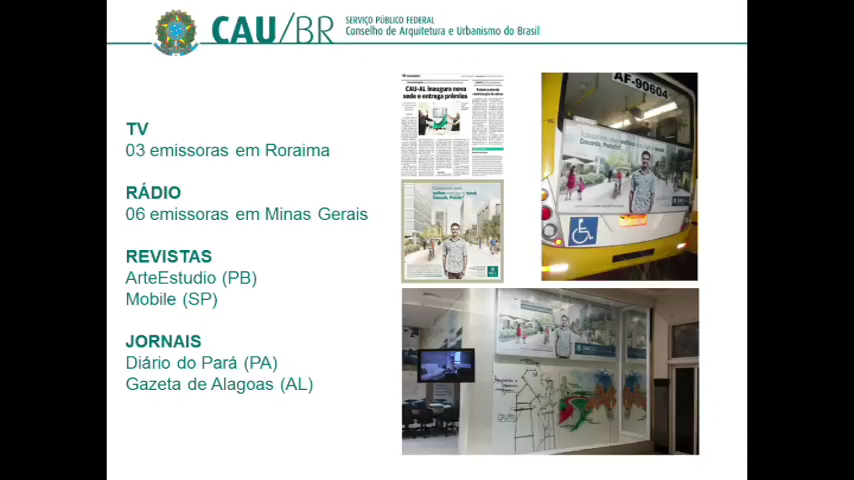 CAU/BR
SERVIÇO PÚBLICO FEDERAL
Conselho de Arquitetura e Urbanismo do Brasil
TV
03 emissoras em Roraima
RÁDIO
06 emissoras em Minas Gerais
REVISTAS
ArteEstudio (PB)
Mobile (SP)
JORNAIS
Diário do Pará (PA)
Gazeta de Alagoas (AL)
CAU-AL inaugura nova
sede e entrega prêmios
AF-90604